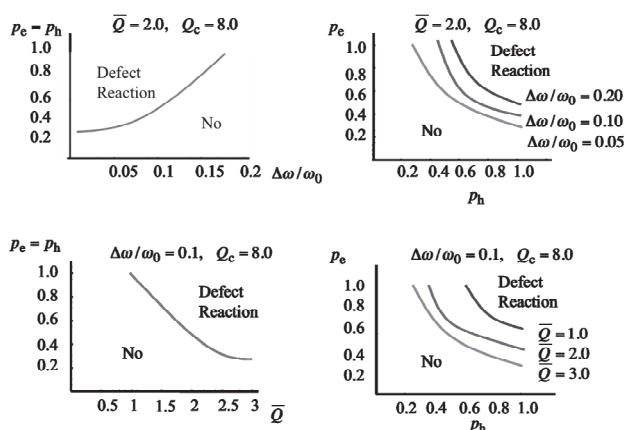 pₑ = pₕ
Q̅ = 2.0, Q_c = 8.0
1.0
0.8
0.6
0.4
0.2
Defect
Reaction
No
0.05 0.1 0.15 0.2 Δω/ω₀
pₑ
Q̅ = 2.0, Q_c = 8.0
1.0
0.8
0.6
0.4
0.2
Defect
Reaction
Δω/ω₀ = 0.20
Δω/ω₀ = 0.10
Δω/ω₀ = 0.05
No
0.2 0.4 0.6 0.8 1.0
pₕ
pₑ = pₕ
Δω/ω₀ = 0.1, Q_c = 8.0
1.0
0.8
0.6
0.4
0.2
Defect
Reaction
No
0.5 1 1.5 2 2.5 3 Q̅
pₑ
Δω/ω₀ = 0.1, Q_c = 8.0
1.0
0.8
0.6
0.4
0.2
Defect
Reaction
Q̅ = 1.0
Q̅ = 2.0
Q̅ = 3.0
No
0.2 0.4 0.6 0.8 1.0
pₕ